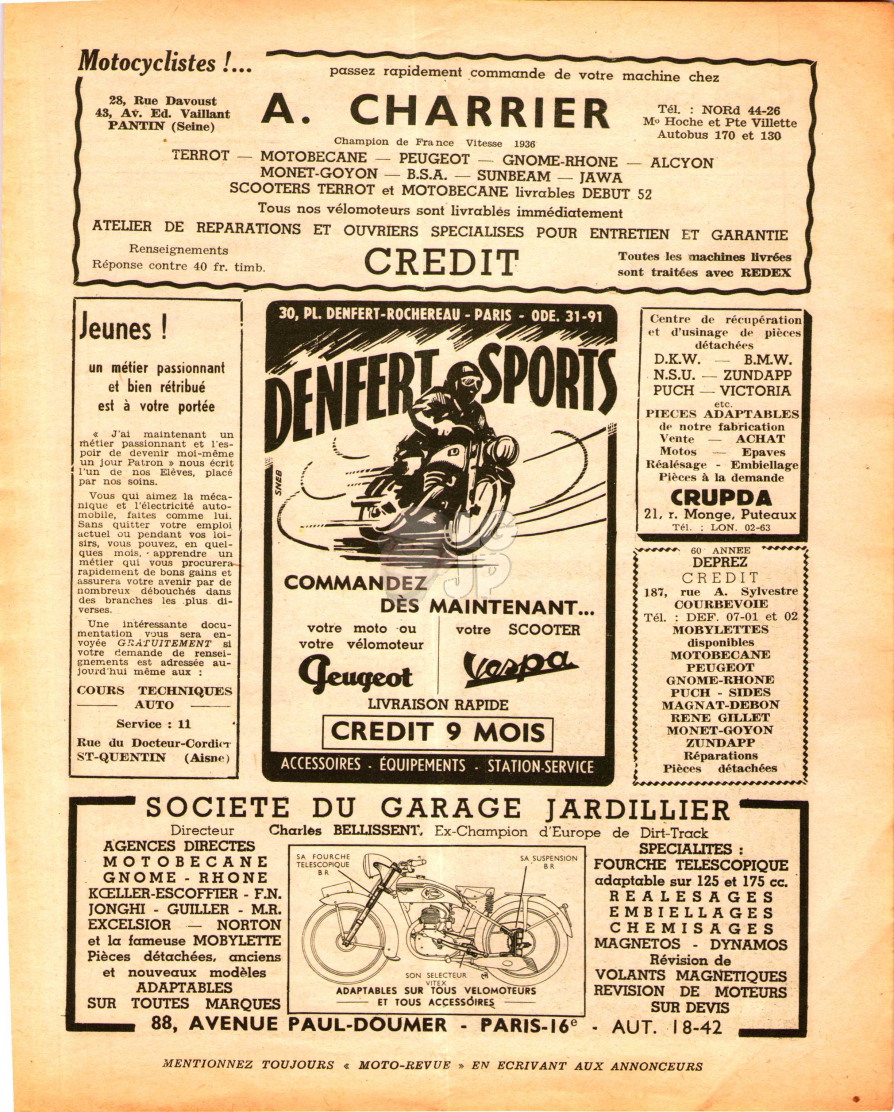 Motocyclistes !...
passez rapidement commande de votre machine chez
28, Rue Davoust
43, Av. Ed. Vaillant
PANTIN (Seine)
A. CHARRIER
Tél. : NORd 44-26
Mo Hoche et Pte Villette
Autobus 170 et 130
Champion de France Vitesse 1936
TERROT — MOTOBECANE — PEUGEOT — GNOME-RHONE — ALCYON
MONET-GOYON — B.S.A. — SUNBEAM — JAWA
SCOOTERS TERROT et MOTOBECANE livrables DEBUT 52
Tous nos vélomoteurs sont livrables immédiatement
ATELIER DE REPARATIONS ET OUVRIERS SPECIALISES POUR ENTRETIEN ET GARANTIE
Renseignements
Réponse contre 40 fr. timb.
CREDIT
Toutes les machines livrées
sont traitées avec REDEX
Jeunes !
un métier passionnant
et bien rétribué
est à votre portée
« J'ai maintenant un
métier passionnant et l'es-
poir de devenir moi-même
un jour Patron » nous écrit
l'un de nos Elèves, placé
par nos soins.
Vous qui aimez la méca-
nique et l'électricité auto-
mobile, faites comme lui.
Sans quitter votre emploi
actuel ou pendant vos loi-
sirs, vous pouvez, en quel-
ques mois, apprendre un
métier qui vous procurera
rapidement de bons gains et
assurera votre avenir par de
nombreux débouchés dans
des branches les plus di-
verses.
Une intéressante docu-
mentation vous sera en-
voyée GRATUITEMENT si
votre demande de rensei-
gnements est adressée au-
jourd'hui même aux :
COURS TECHNIQUES
AUTO
Service : 11
Rue du Docteur-Cordier
ST-QUENTIN (Aisne)
30, PL. DENFERT-ROCHEREAU - PARIS - ODE. 31-91
DENFERT SPORTS
SNEB
COMMANDEZ
DÈS MAINTENANT...
votre moto ou
votre vélomoteur
Peugeot
votre SCOOTER
Vespa
LIVRAISON RAPIDE
CREDIT 9 MOIS
ACCESSOIRES - ÉQUIPEMENTS - STATION-SERVICE
Centre de récupération
et d'usinage de pièces
détachées
D.K.W. — B.M.W.
N.S.U. — ZUNDAPP
PUCH — VICTORIA
etc.
PIECES ADAPTABLES
de notre fabrication
Vente — ACHAT
Motos — Epaves
Réalésage - Embiellage
Pièces à la demande
CRUPDA
21, r. Monge, Puteaux
Tél. : LON. 02-63
60e ANNEE
DEPREZ
CREDIT
187, rue A. Sylvestre
COURBEVOIE
Tél. : DEF. 07-01 et 02
MOBYLETTES
disponibles
MOTOBECANE
PEUGEOT
GNOME-RHONE
PUCH - SIDES
MAGNAT-DEBON
RENE GILLET
MONET-GOYON
ZUNDAPP
Réparations
Pièces détachées
SOCIETE DU GARAGE JARDILLIER
Directeur Charles BELLISSENT, Ex-Champion d'Europe de Dirt-Track
AGENCES DIRECTES
MOTOBECANE
GNOME - RHONE
KŒLLER-ESCOFFIER - F.N.
JONGHI - GUILLER - M.R.
EXCELSIOR — NORTON
et la fameuse MOBYLETTE
Pièces détachées, anciens
et nouveaux modèles
ADAPTABLES
SUR TOUTES MARQUES
SA FOURCHE
TELESCOPIQUE
BR
SA SUSPENSION
BR
SON SELECTEUR
VITEX
ADAPTABLES SUR TOUS VELOMOTEURS
ET TOUS ACCESSOIRES
SPECIALITES :
FOURCHE TELESCOPIQUE
adaptable sur 125 et 175 cc.
REALESAGES
EMBIELLAGES
CHEMISAGES
MAGNETOS - DYNAMOS
Révision de
VOLANTS MAGNETIQUES
REVISION DE MOTEURS
SUR DEVIS
88, AVENUE PAUL-DOUMER - PARIS-16e - AUT. 18-42
MENTIONNEZ TOUJOURS « MOTO-REVUE » EN ECRIVANT AUX ANNONCEURS